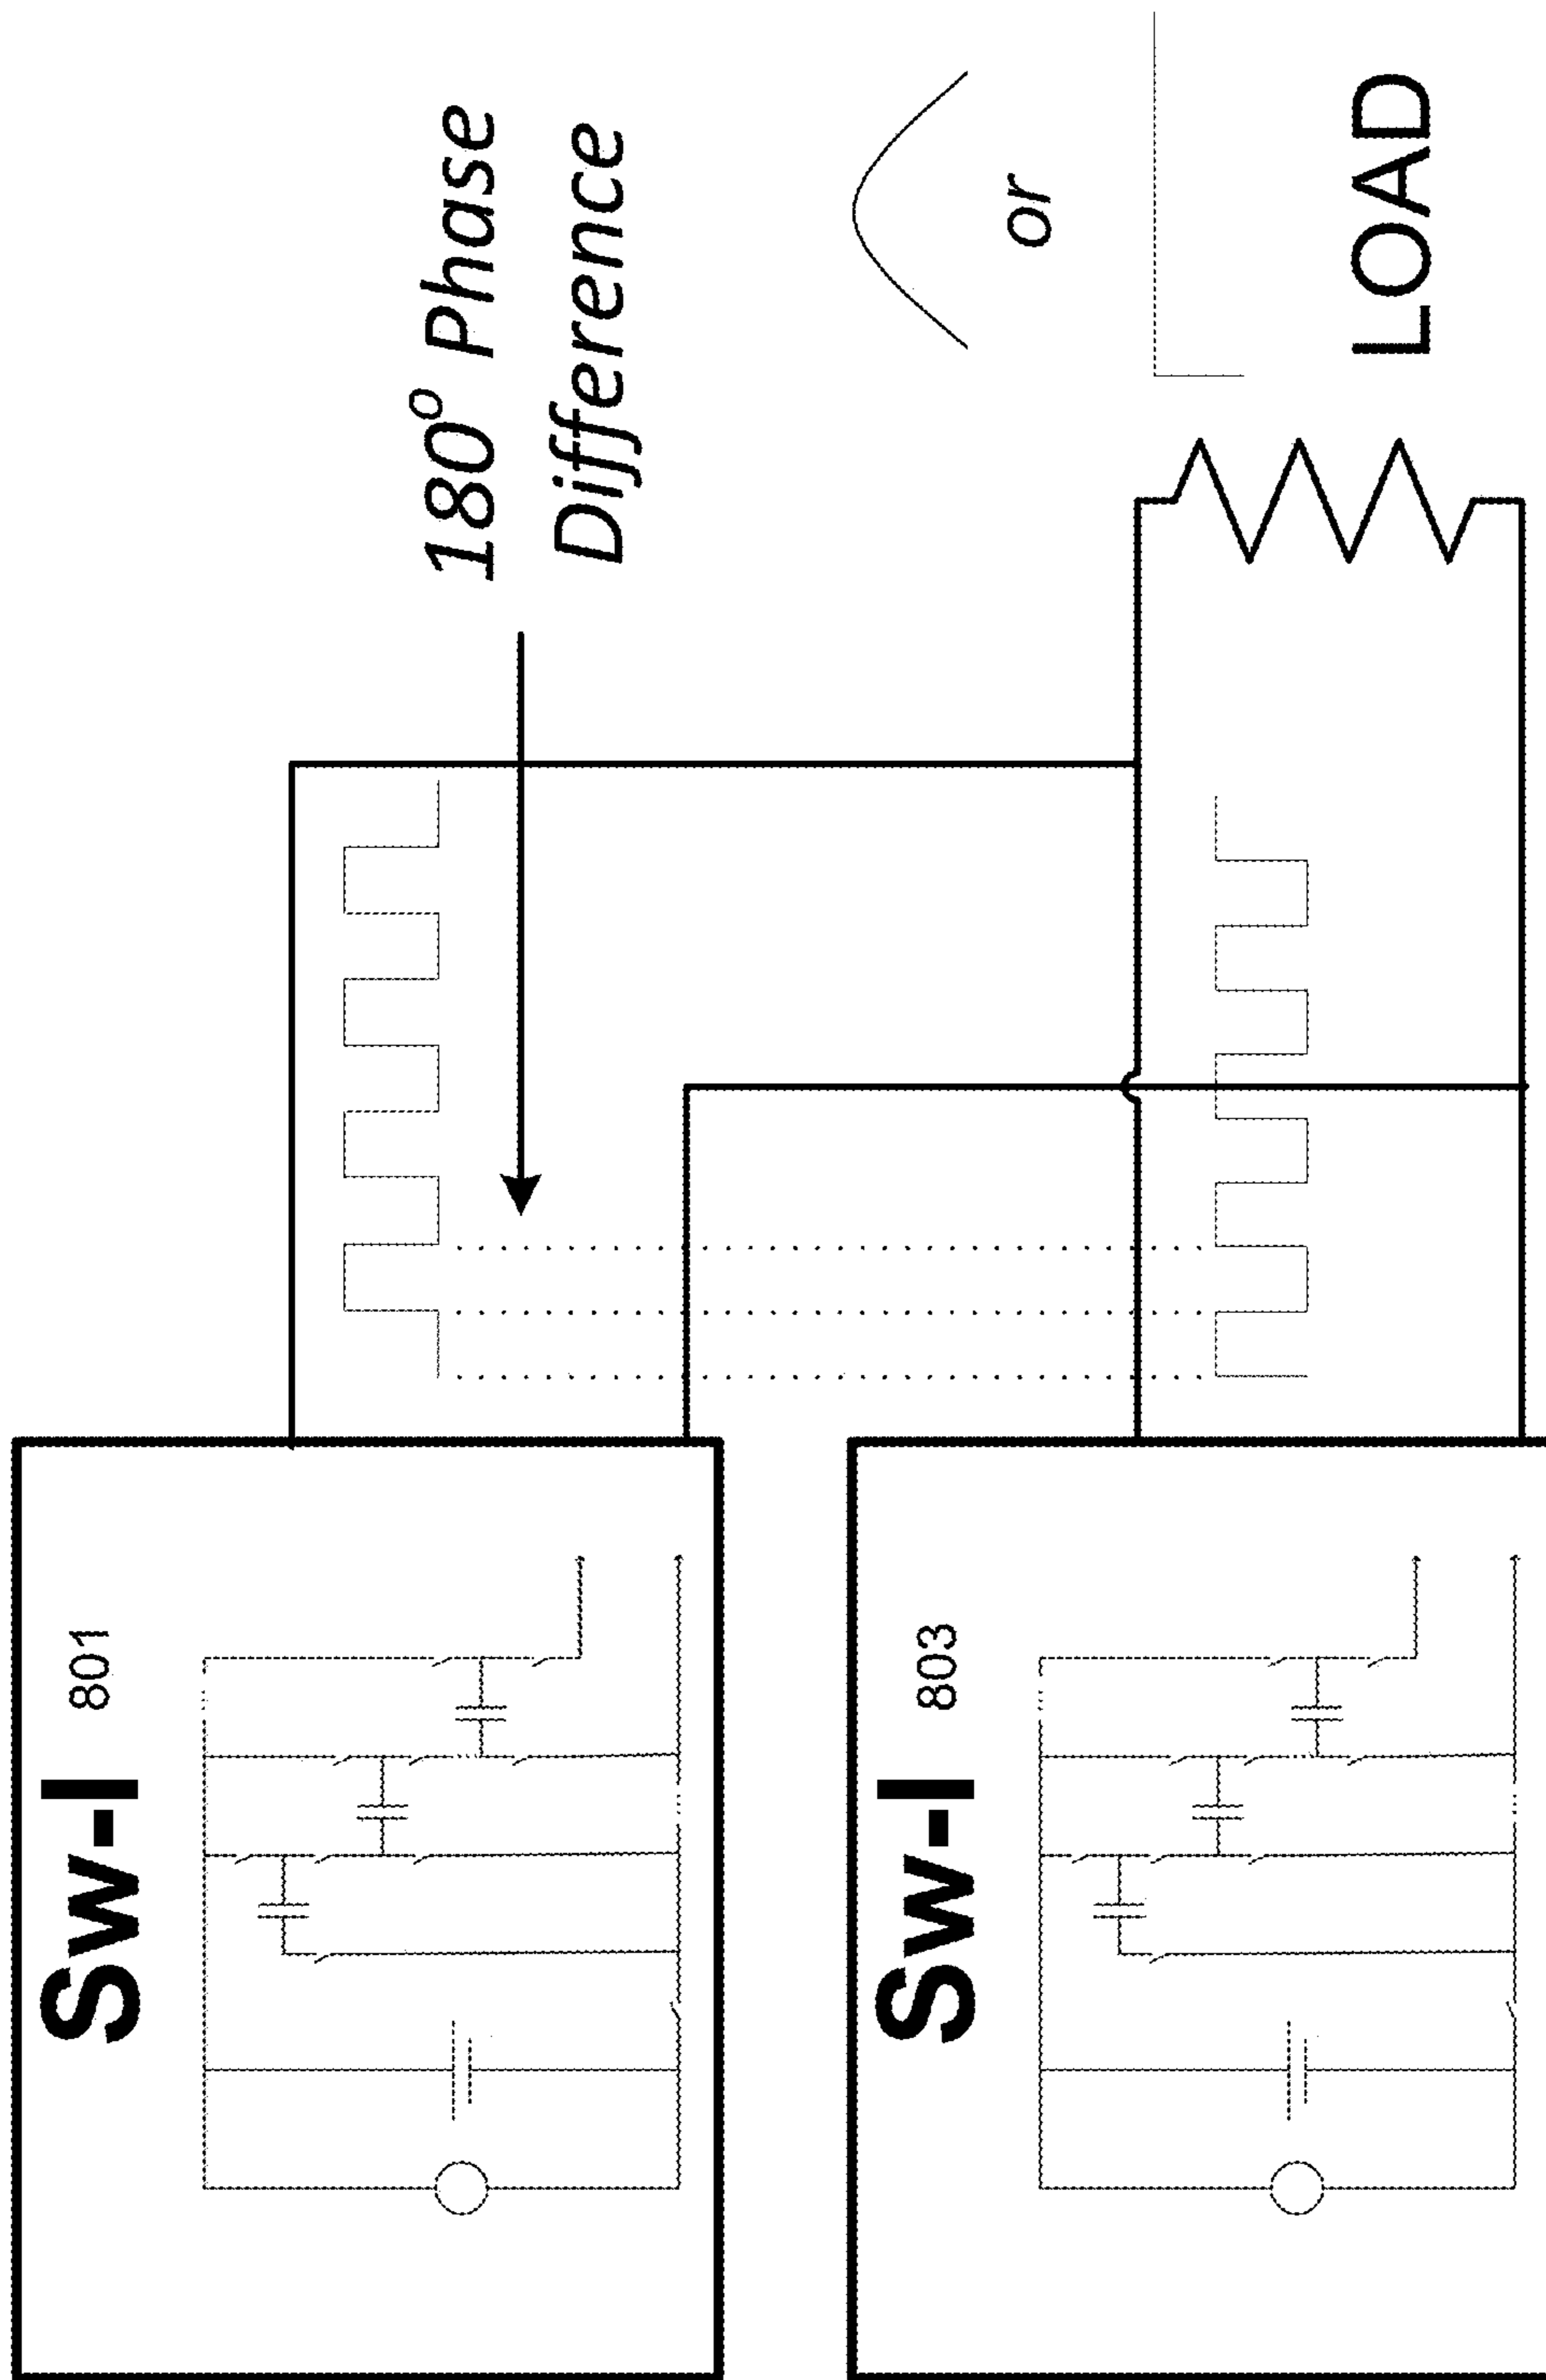 Sw-I 801
180° Phase
Difference
Sw-I 803
or
LOAD